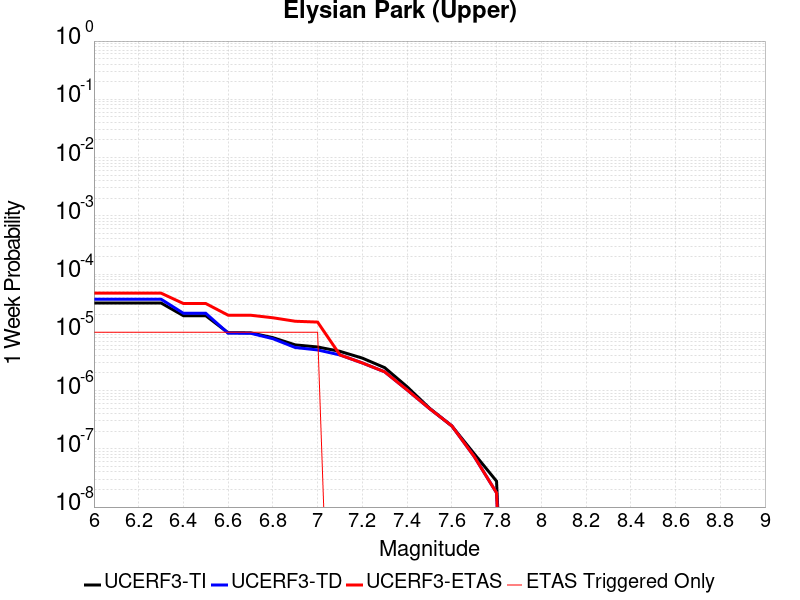 Elysian Park (Upper)
1 Week Probability
10^0
10^-1
10^-2
10^-3
10^-4
10^-5
10^-6
10^-7
10^-8
6 6.2 6.4 6.6 6.8 7 7.2 7.4 7.6 7.8 8 8.2 8.4 8.6 8.8 9
Magnitude
UCERF3-TI UCERF3-TD UCERF3-ETAS ETAS Triggered Only